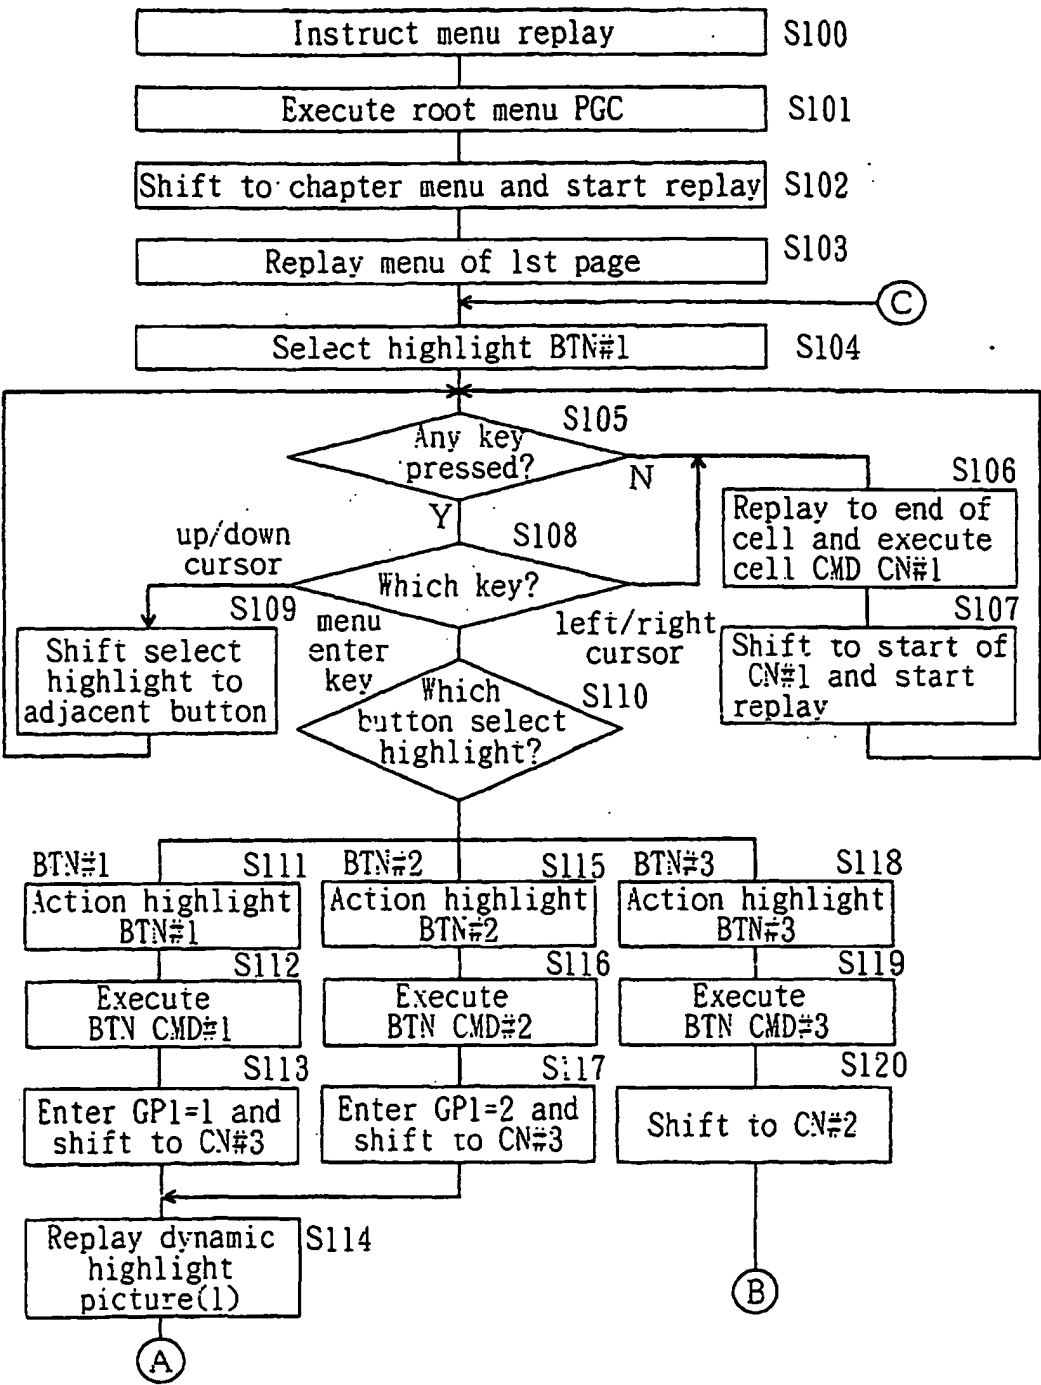 Instruct menu replay
S100
Execute root menu PGC
S101
Shift to chapter menu and start replay
S102
Replay menu of 1st page
S103
C
Select highlight BTN#1
S104
S105
Any key
pressed?
N
Y
S106
Replay to end of
cell and execute
cell CMD CN#1
S107
Shift to start of
CN#1 and start
replay
S108
Which key?
up/down
cursor
S109
Shift select
highlight to
adjacent button
menu
enter
key
left/right
cursor
S110
Which
button select
highlight?
BTN#1
S111
Action highlight
BTN#1
S112
Execute
BTN CMD#1
S113
Enter GP1=1 and
shift to CN#3
S114
Replay dynamic
highlight
picture(1)
A
BTN#2
S115
Action highlight
BTN#2
S116
Execute
BTN CMD#2
S117
Enter GP1=2 and
shift to CN#3
BTN#3
S118
Action highlight
BTN#3
S119
Execute
BTN CMD#3
S120
Shift to CN#2
B